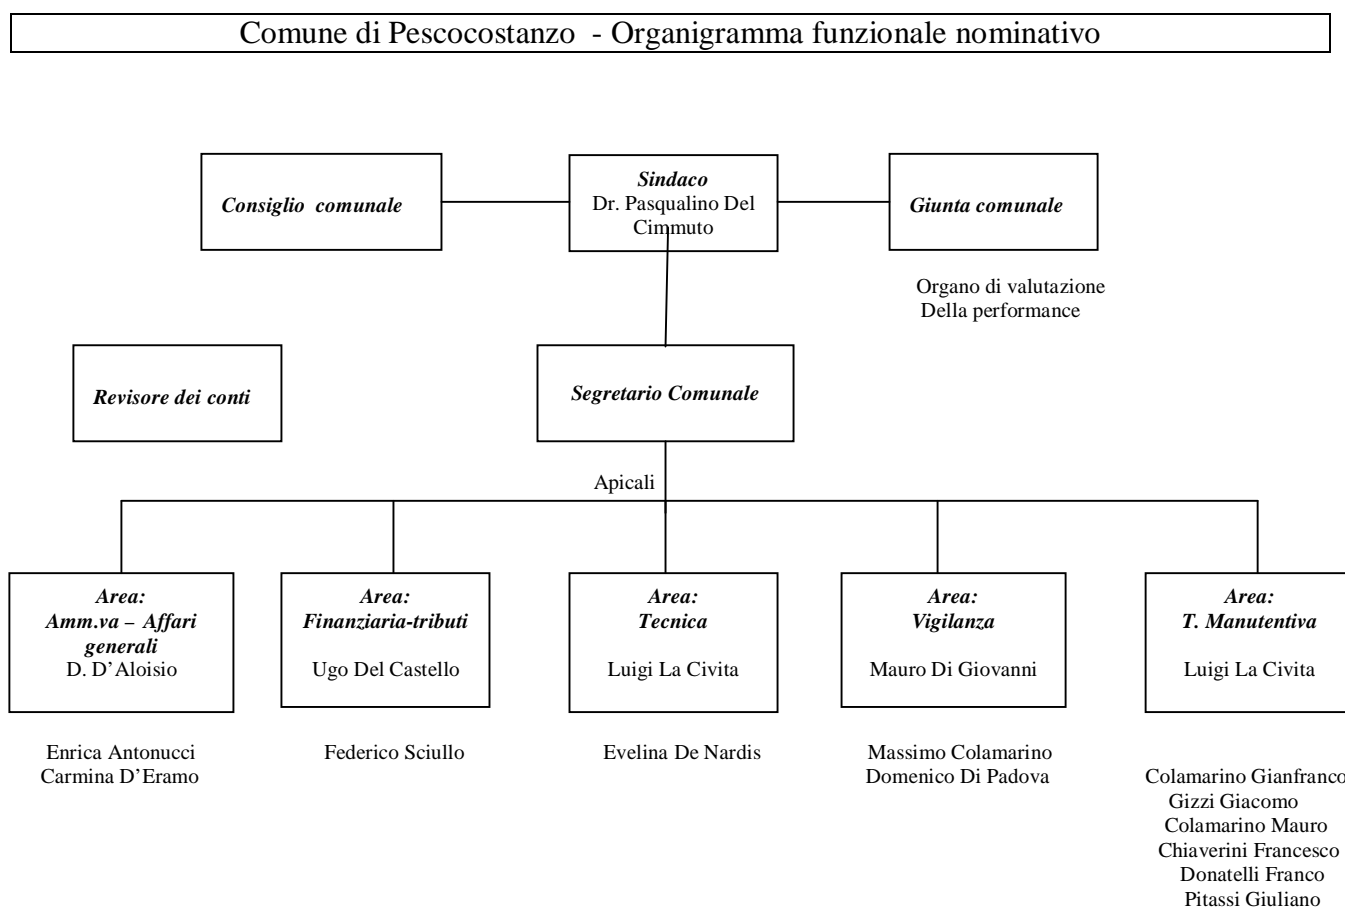 Comune di Pescocostanzo - Organigramma funzionale nominativo
Consiglio comunale
Sindaco
Dr. Pasqualino Del
Cimmuto
Giunta comunale
Organo di valutazione
Della performance
Revisore dei conti
Segretario Comunale
Apicali
Area:
Amm.va – Affari
generali
D. D'Aloisio
Area:
Finanziaria-tributi
Ugo Del Castello
Area:
Tecnica
Luigi La Civita
Area:
Vigilanza
Mauro Di Giovanni
Area:
T. Manutentiva
Luigi La Civita
Enrica Antonucci
Carmina D'Eramo
Federico Sciullo
Evelina De Nardis
Massimo Colamarino
Domenico Di Padova
Colamarino Gianfranco
Gizzi Giacomo
Colamarino Mauro
Chiaverini Francesco
Donatelli Franco
Pitassi Giuliano